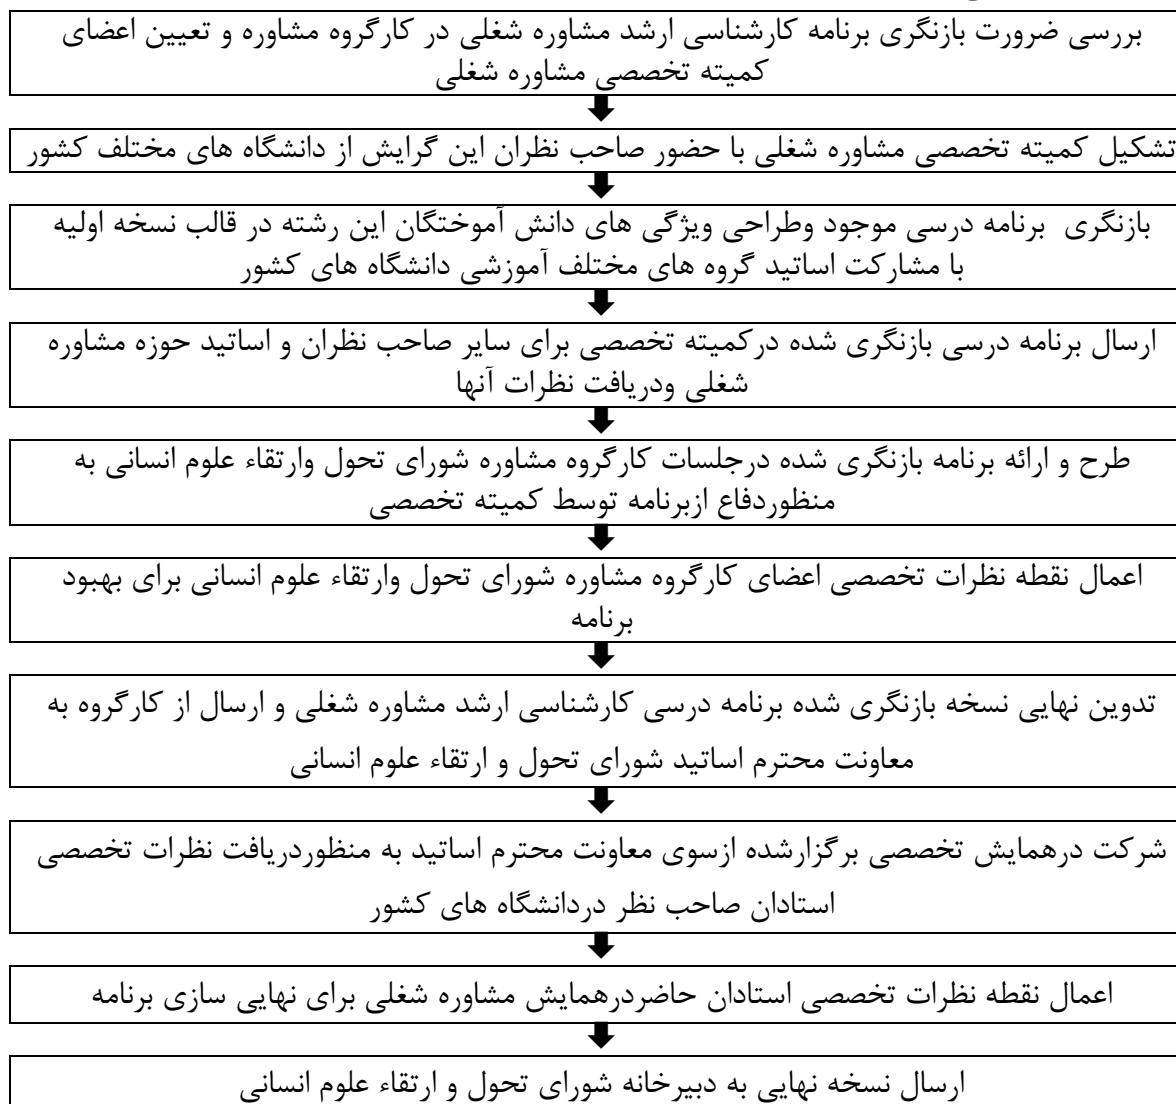 بررسی ضرورت بازنگری برنامه کارشناسی ارشد مشاوره شغلی در کارگروه مشاوره و تعیین اعضای
کمیته تخصصی مشاوره شغلی
تشکیل کمیته تخصصی مشاوره شغلی با حضور صاحب نظران این گرایش از دانشگاه های مختلف کشور
بازنگری برنامه درسی موجود وطراحی ویژگی های دانش آموختگان این رشته در قالب نسخه اولیه
با مشارکت اساتید گروه های مختلف آموزشی دانشگاه های کشور
ارسال برنامه درسی بازنگری شده درکمیته تخصصی برای سایر صاحب نظران و اساتید حوزه مشاوره
شغلی ودریافت نظرات آنها
طرح و ارائه برنامه بازنگری شده درجلسات کارگروه مشاوره شورای تحول وارتقاء علوم انسانی به
منظوردفاع ازبرنامه توسط کمیته تخصصی
اعمال نقطه نظرات تخصصی اعضای کارگروه مشاوره شورای تحول وارتقاء علوم انسانی برای بهبود
برنامه
تدوین نهایی نسخه بازنگری شده برنامه درسی کارشناسی ارشد مشاوره شغلی و ارسال از کارگروه به
معاونت محترم اساتید شورای تحول و ارتقاء علوم انسانی
شرکت درهمایش تخصصی برگزارشده ازسوی معاونت محترم اساتید به منظوردریافت نظرات تخصصی
استادان صاحب نظر دردانشگاه های کشور
اعمال نقطه نظرات تخصصی استادان حاضردرهمایش مشاوره شغلی برای نهایی سازی برنامه
ارسال نسخه نهایی به دبیرخانه شورای تحول و ارتقاء علوم انسانی